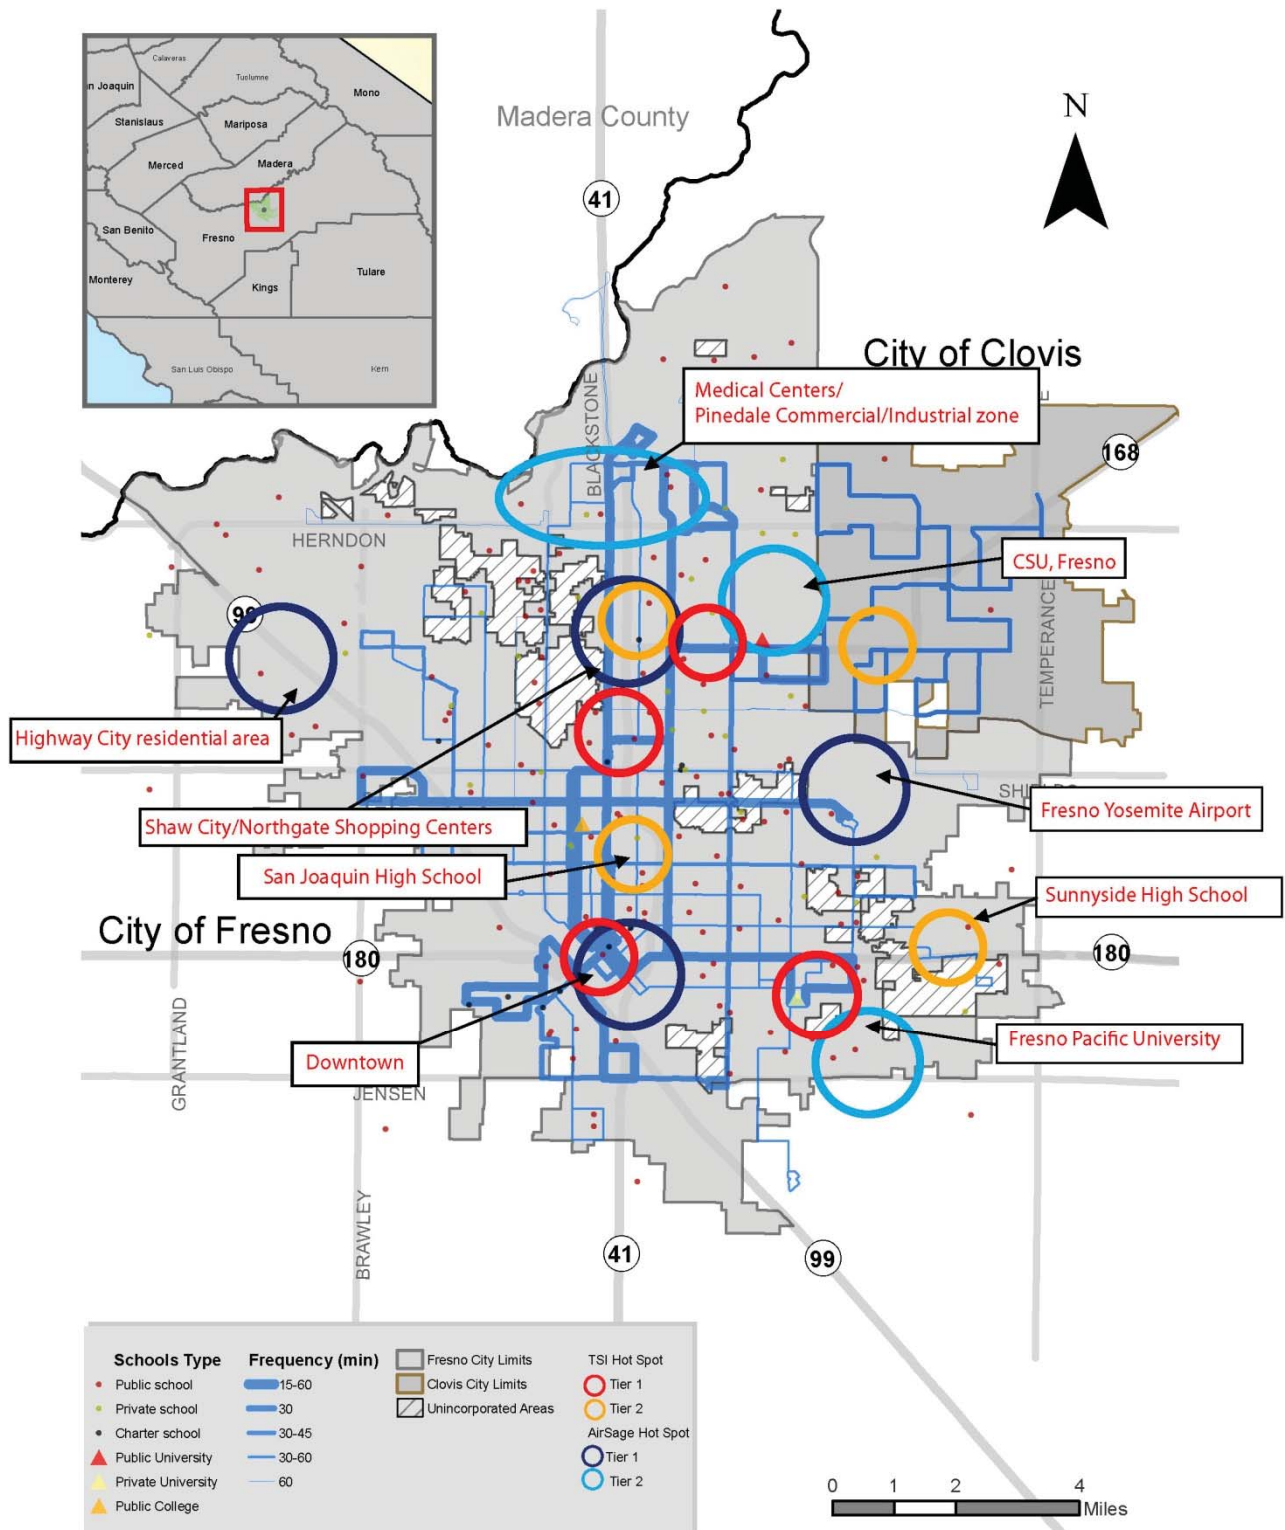 Calaveras
Tuolumne
Mono
n Joaquin
Stanislaus
Mariposa
Merced
Madera
San Benito
Fresno
Monterey
Kings
Tulare
San Luis Obispo
Kern
Madera County
N
41
City of Clovis
Medical Centers/
Pinedale Commercial/Industrial zone
BLACKSTONE
E
168
HERNDON
CSU, Fresno
99
TEMPERANCE
Highway City residential area
Shaw City/Northgate Shopping Centers
SHIELDS
Fresno Yosemite Airport
San Joaquin High School
Sunnyside High School
City of Fresno
180
180
GRANTLAND
Downtown
Fresno Pacific University
JENSEN
BRAWLEY
41
99
Schools Type
Public school
Private school
Charter school
Public University
Private University
Public College
Frequency (min)
15-60
30
30-45
30-60
60
Fresno City Limits
Clovis City Limits
Unincorporated Areas
TSI Hot Spot
Tier 1
Tier 2
AirSage Hot Spot
Tier 1
Tier 2
0 1 2 4
Miles